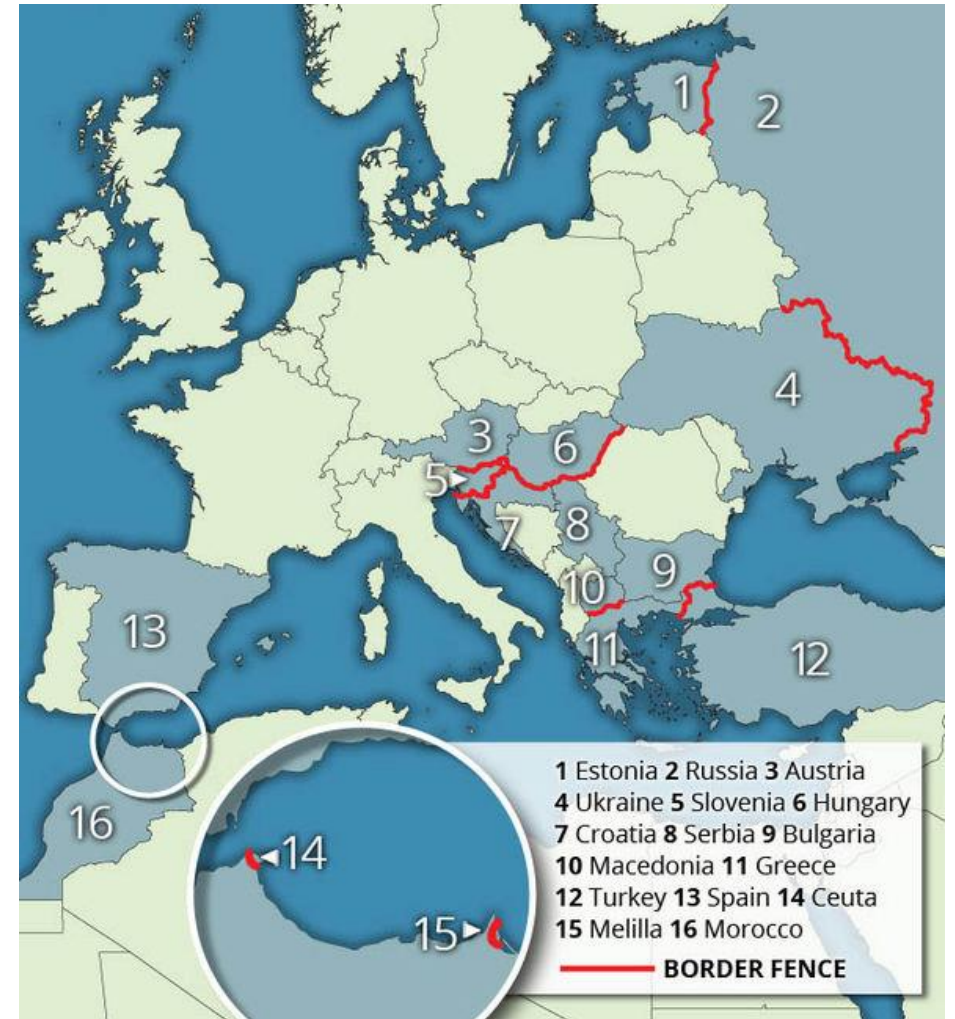 1
2
4
3
6
5
7
8
9
10
13
11
12
16
14
15
1 Estonia 2 Russia 3 Austria
4 Ukraine 5 Slovenia 6 Hungary
7 Croatia 8 Serbia 9 Bulgaria
10 Macedonia 11 Greece
12 Turkey 13 Spain 14 Ceuta
15 Melilla 16 Morocco
BORDER FENCE